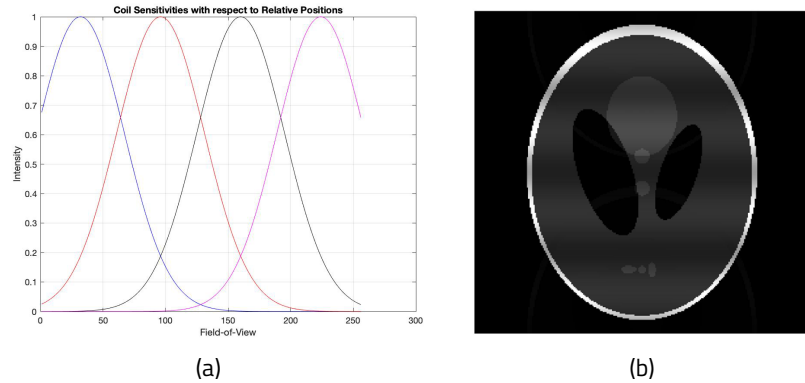 Coil Sensitivities with respect to Relative Positions
1
0.9
0.8
0.7
0.6
0.5
0.4
0.3
0.2
0.1
0
Intensity
0 50 100 150 200 250 300
Field-of-View
(a) (b)